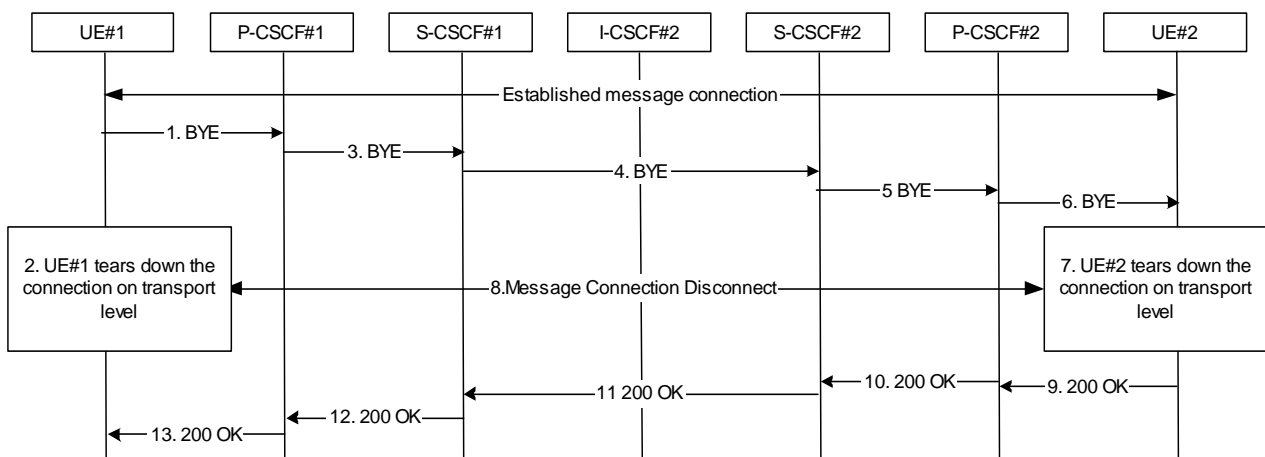 UE#1
P-CSCF#1
S-CSCF#1
I-CSCF#2
S-CSCF#2
P-CSCF#2
UE#2
Established message connection
1. BYE
3. BYE
4. BYE
5 BYE
6. BYE
2. UE#1 tears down the
connection on transport
level
8.Message Connection Disconnect
7. UE#2 tears down the
connection on transport
level
9. 200 OK
10. 200 OK
11 200 OK
12. 200 OK
13. 200 OK